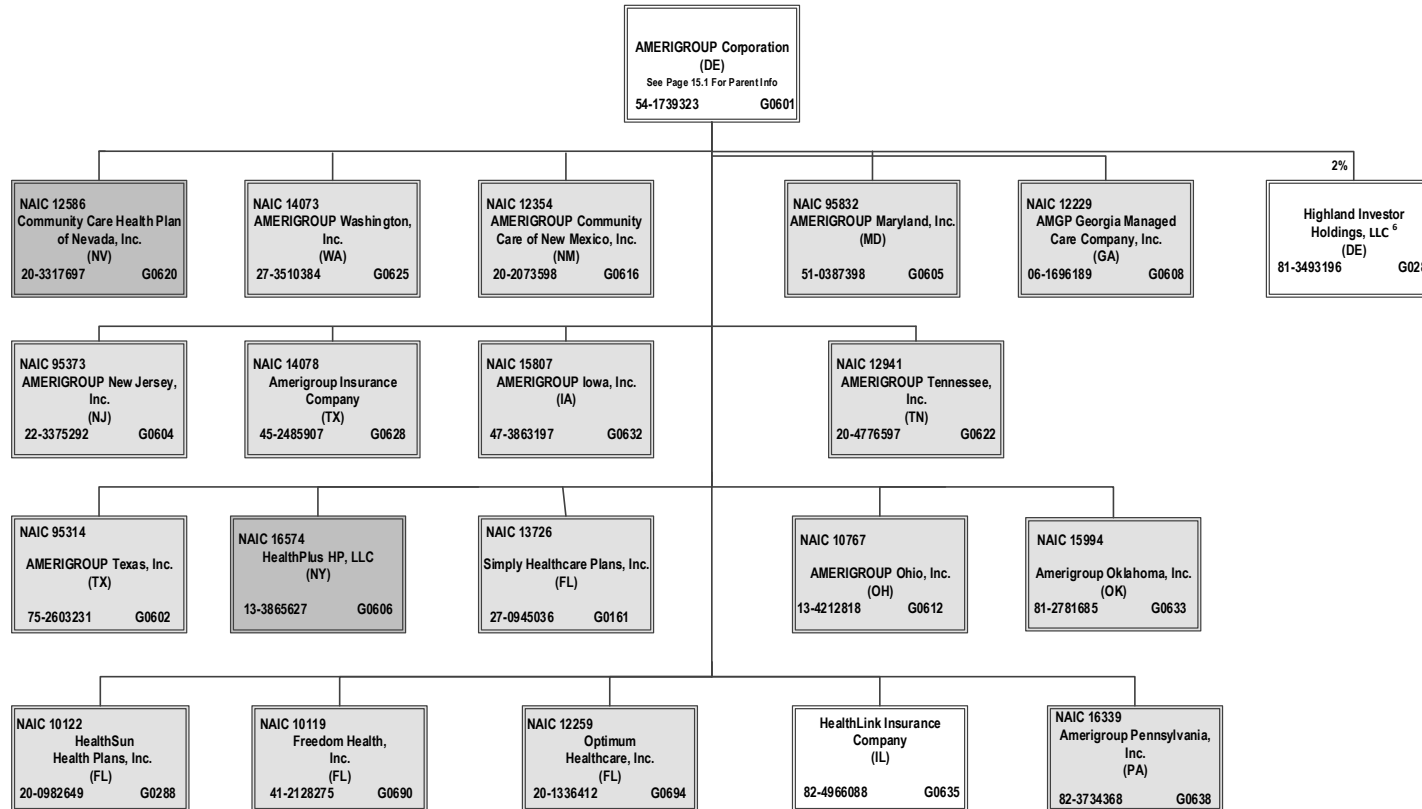 AMERIGROUP Corporation
(DE)
See Page 15.1 For Parent Info
54-1739323 G0601
2%
NAIC 12586
Community Care Health Plan
of Nevada, Inc.
(NV)
20-3317697 G0620
NAIC 14073
AMERIGROUP Washington,
Inc.
(WA)
27-3510384 G0625
NAIC 12354
AMERIGROUP Community
Care of New Mexico, Inc.
(NM)
20-2073598 G0616
NAIC 95832
AMERIGROUP Maryland, Inc.
(MD)
51-0387398 G0605
NAIC 12229
AMGP Georgia Managed
Care Company, Inc.
(GA)
06-1696189 G0608
Highland Investor
Holdings, LLC 6
(DE)
81-3493196
NAIC 95373
AMERIGROUP New Jersey,
Inc.
(NJ)
22-3375292 G0604
NAIC 14078
Amerigroup Insurance
Company
(TX)
45-2485907 G0628
NAIC 15807
AMERIGROUP Iowa, Inc.
(IA)
47-3863197 G0632
NAIC 12941
AMERIGROUP Tennessee,
Inc.
(TN)
20-4776597 G0622
NAIC 95314
AMERIGROUP Texas, Inc.
(TX)
75-2603231 G0602
NAIC 16574
HealthPlus HP, LLC
(NY)
13-3865627 G0606
NAIC 13726
Simply Healthcare Plans, Inc.
(FL)
27-0945036 G0161
NAIC 10767
AMERIGROUP Ohio, Inc.
(OH)
13-4212818 G0612
NAIC 15994
Amerigroup Oklahoma, Inc.
(OK)
81-2781685 G0633
NAIC 10122
HealthSun
Health Plans, Inc.
(FL)
20-0982649 G0288
NAIC 10119
Freedom Health,
Inc.
(FL)
41-2128275 G0690
NAIC 12259
Optimum
Healthcare, Inc.
(FL)
20-1336412 G0694
HealthLink Insurance
Company
(IL)
82-4966088 G0635
NAIC 16339
Amerigroup Pennsylvania,
Inc.
(PA)
82-3734368 G0638